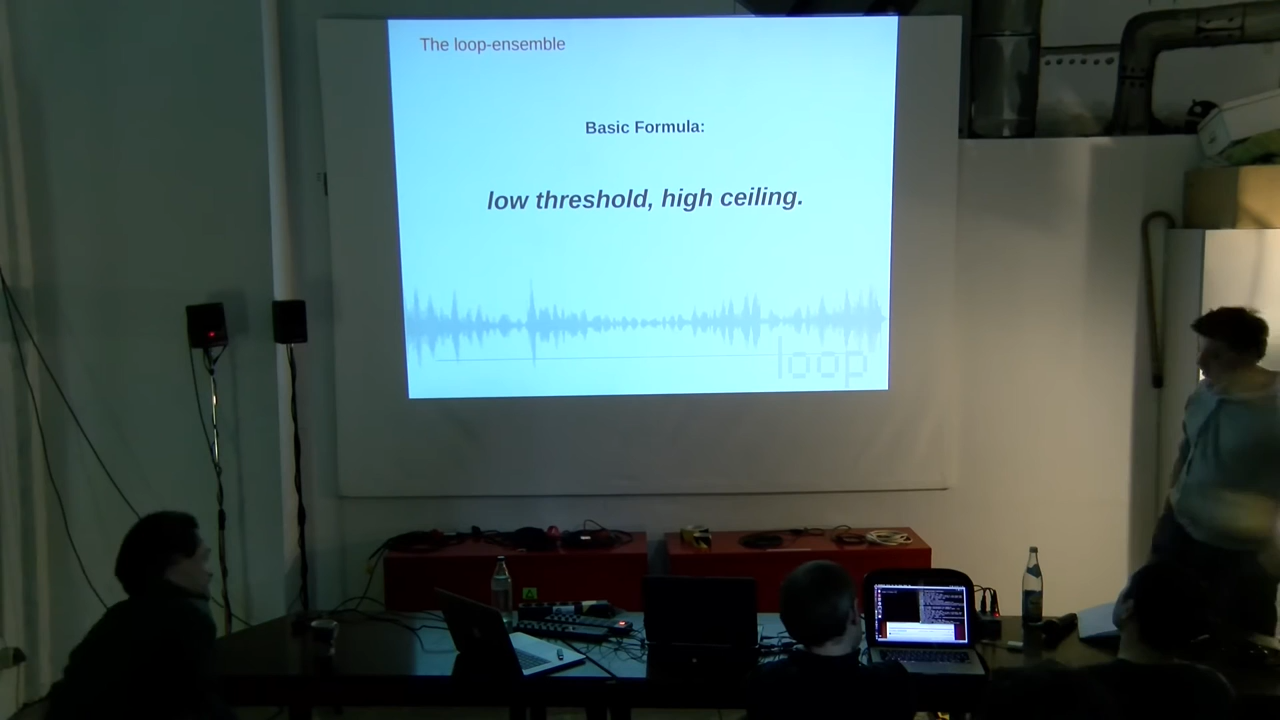 The loop-ensemble
Basic Formula:
low threshold, high ceiling.
loop